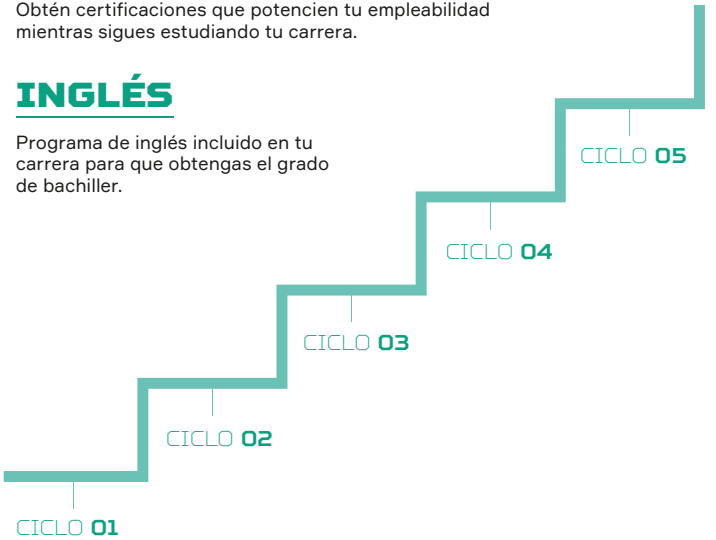 Obtén certificaciones que potencien tu empleabilidad
mientras sigues estudiando tu carrera.
INGLÉS
Programa de inglés incluido en tu
carrera para que obtengas el grado
de bachiller.
CICLO 05
CICLO 04
CICLO 03
CICLO 02
CICLO 01